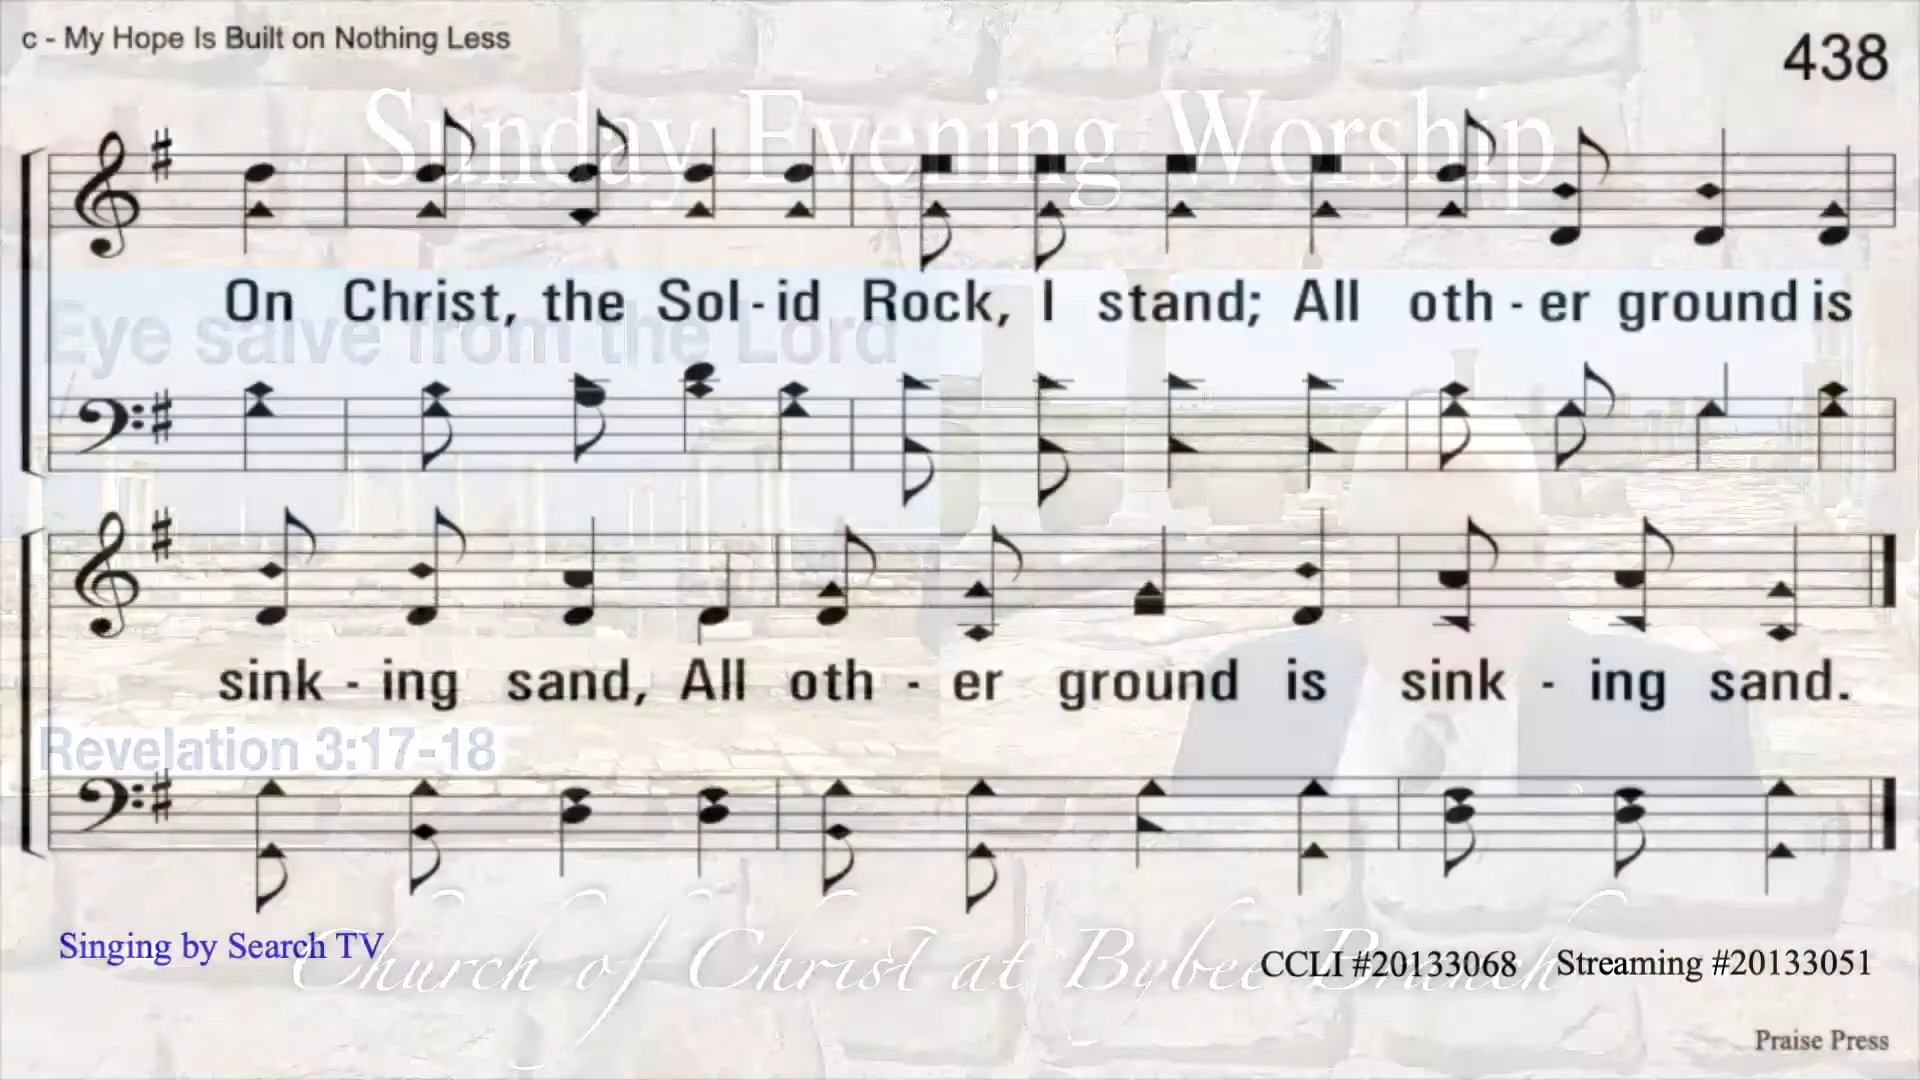 c - My Hope Is Built on Nothing Less
438
Sunday Evening Worship
On Christ, the Sol - id Rock, I stand; All oth - er ground is
Eye salve from the Lord
sink - ing sand, All oth - er ground is sink - ing sand.
Revelation 3:17-18
Singing by Search TV
Church of Christ at Bybee Branch
CCLI #20133068 Streaming #20133051
Praise Press